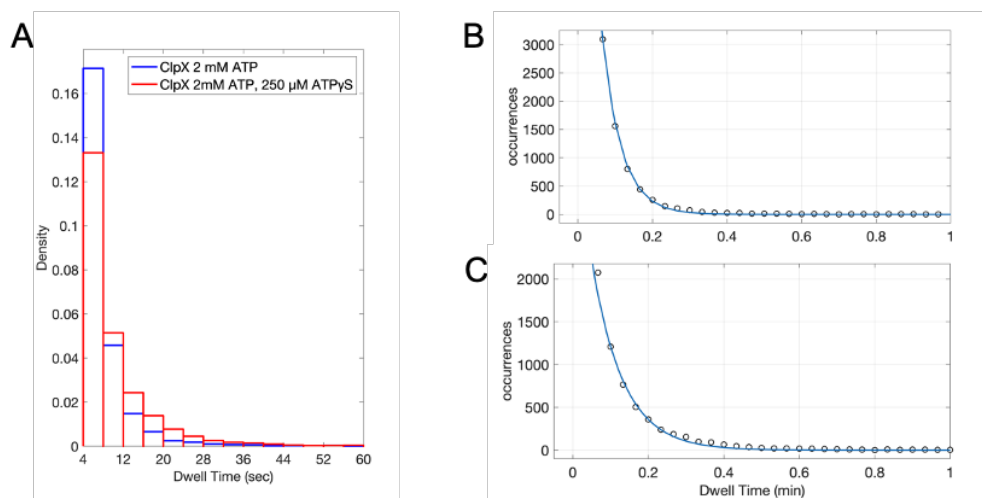 A
ClpX 2 mM ATP
ClpX 2mM ATP, 250 µM ATPγS
0.16
0.14
0.12
0.1
0.08
0.06
0.04
0.02
0
Density
4 12 20 28 36 44 52 60
Dwell Time (sec)
B
3000
2500
2000
1500
1000
500
0
occurrences
0 0.2 0.4 0.6 0.8 1
C
2000
1500
1000
500
0
occurrences
0 0.2 0.4 0.6 0.8 1
Dwell Time (min)